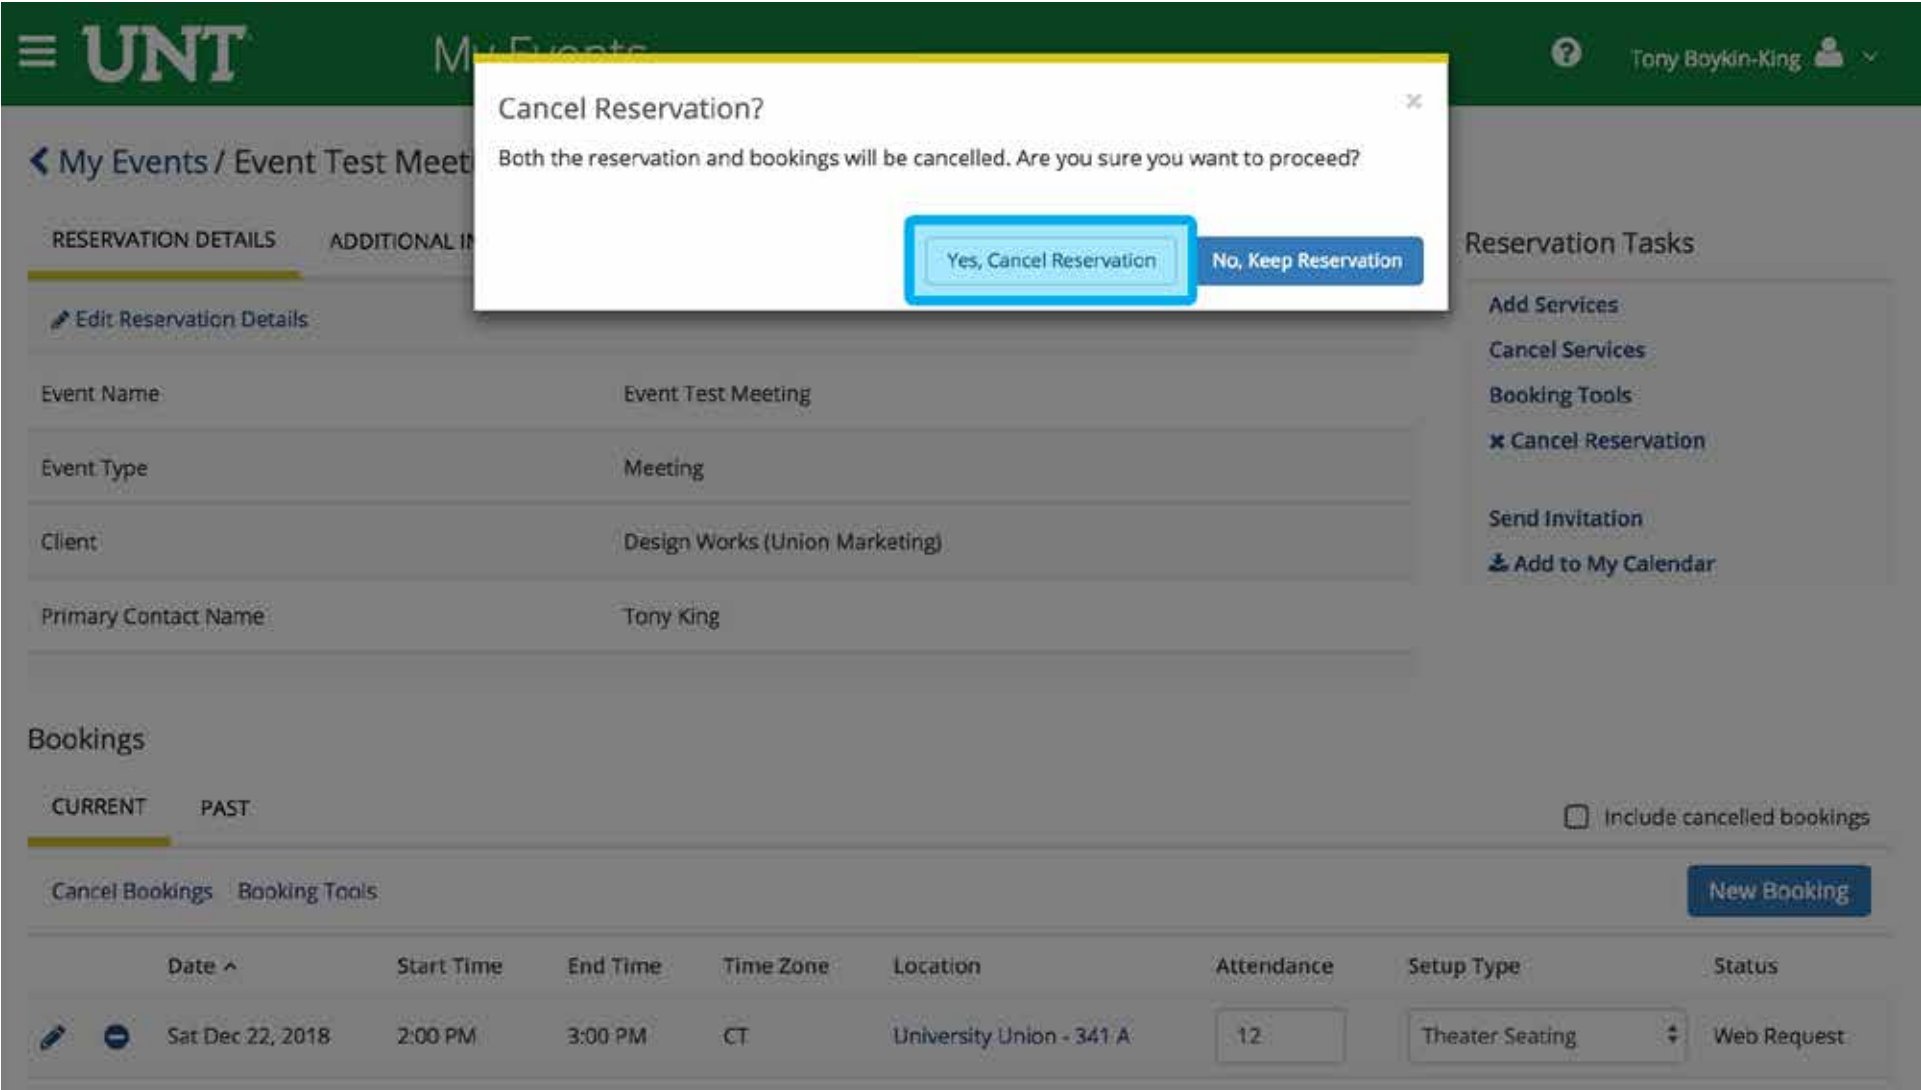 UNT My Events Tony Boykin-King
Cancel Reservation?
Both the reservation and bookings will be cancelled. Are you sure you want to proceed?
Yes, Cancel Reservation No, Keep Reservation
My Events / Event Test Meeti
RESERVATION DETAILS ADDITIONAL IN
Edit Reservation Details
Event Name Event Test Meeting
Event Type Meeting
Client Design Works (Union Marketing)
Primary Contact Name Tony King
Reservation Tasks
Add Services
Cancel Services
Booking Tools
Cancel Reservation
Send Invitation
Add to My Calendar
Bookings
CURRENT PAST Include cancelled bookings
Cancel Bookings Booking Tools New Booking
Date Start Time End Time Time Zone Location Attendance Setup Type Status
Sat Dec 22, 2018 2:00 PM 3:00 PM CT University Union - 341 A 12 Theater Seating Web Request